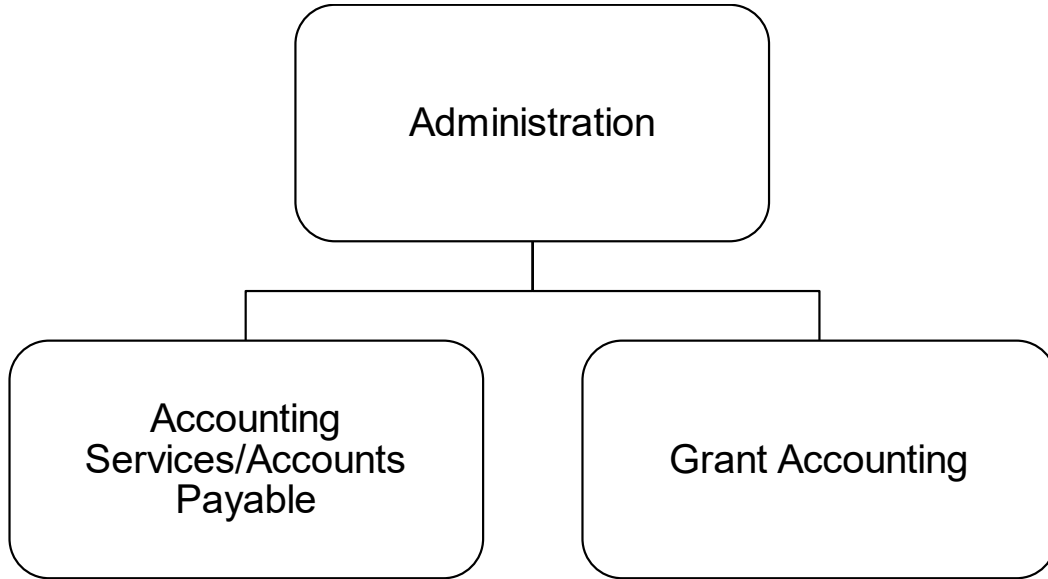 Administration
Accounting
Services/Accounts
Payable
Grant Accounting